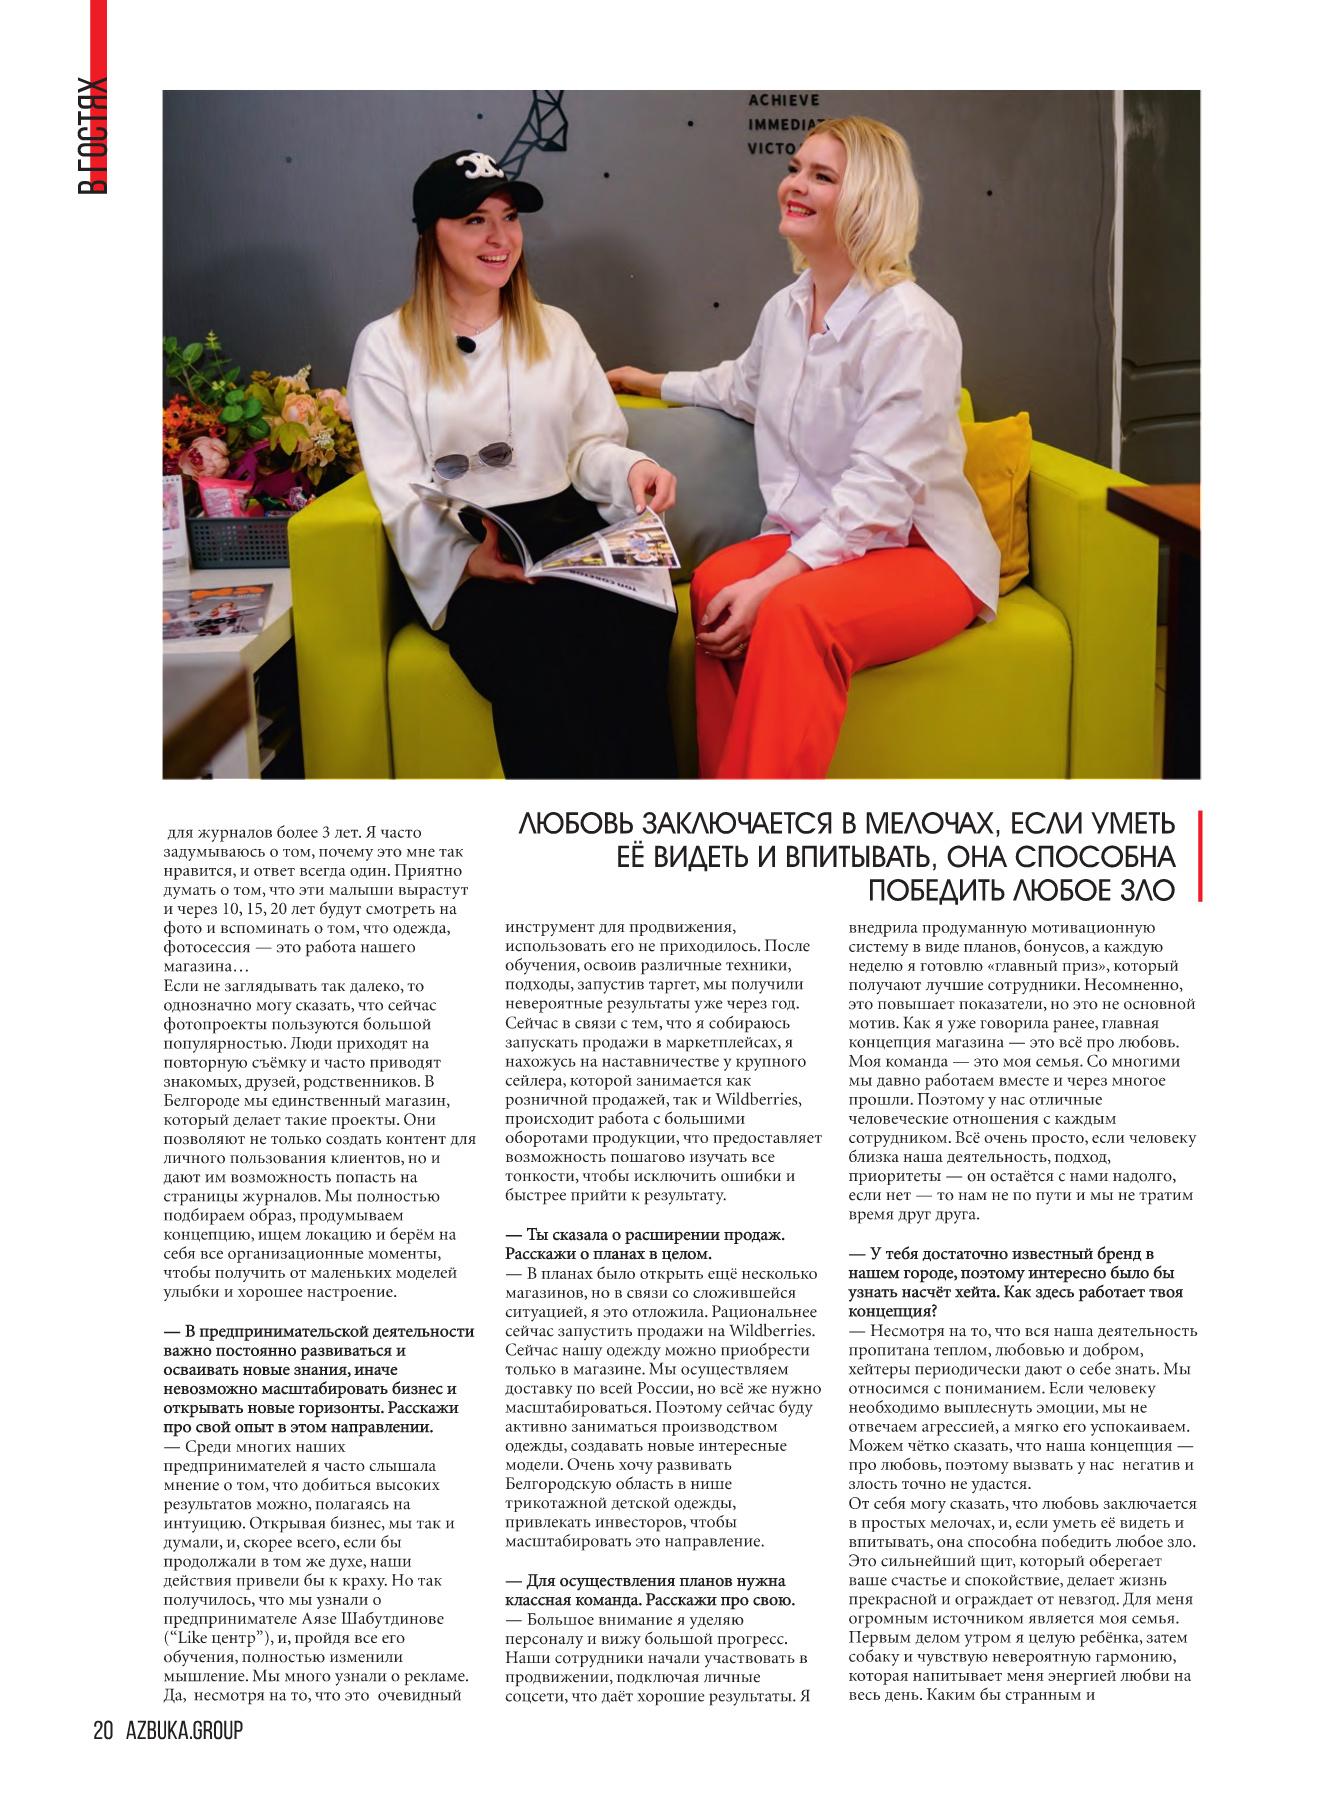 В ГОСТЯХ
ACHIEVE
IMMEDIAT
VICTO
ТОП СОВЕТОВ
ЛЮБОВЬ ЗАКЛЮЧАЕТСЯ В МЕЛОЧАХ, ЕСЛИ УМЕТЬ
ЕЁ ВИДЕТЬ И ВПИТЫВАТЬ, ОНА СПОСОБНА
ПОБЕДИТЬ ЛЮБОЕ ЗЛО
для журналов более 3 лет. Я часто
задумываюсь о том, почему это мне так
нравится, и ответ всегда один. Приятно
думать о том, что эти малыши вырастут
и через 10, 15, 20 лет будут смотреть на
фото и вспоминать о том, что одежда,
фотосессия — это работа нашего
магазина…
Если не заглядывать так далеко, то
однозначно могу сказать, что сейчас
фотопроекты пользуются большой
популярностью. Люди приходят на
повторную съёмку и часто приводят
знакомых, друзей, родственников. В
Белгороде мы единственный магазин,
который делает такие проекты. Они
позволяют не только создать контент для
личного пользования клиентов, но и
дают им возможность попасть на
страницы журналов. Мы полностью
подбираем образ, продумываем
концепцию, ищем локацию и берём на
себя все организационные моменты,
чтобы получить от маленьких моделей
улыбки и хорошее настроение.
— В предпринимательской деятельности
важно постоянно развиваться и
осваивать новые знания, иначе
невозможно масштабировать бизнес и
открывать новые горизонты. Расскажи
про свой опыт в этом направлении.
— Среди многих наших
предпринимателей я часто слышала
мнение о том, что добиться высоких
результатов можно, полагаясь на
интуицию. Открывая бизнес, мы так и
думали, и, скорее всего, если бы
продолжали в том же духе, наши
действия привели бы к краху. Но так
получилось, что мы узнали о
предпринимателе Аязе Шабутдинове
(“Like центр”), и, пройдя все его
обучения, полностью изменили
мышление. Мы много узнали о рекламе.
Да, несмотря на то, что это очевидный
инструмент для продвижения,
использовать его не приходилось. После
обучения, освоив различные техники,
подходы, запустив таргет, мы получили
невероятные результаты уже через год.
Сейчас в связи с тем, что я собираюсь
запускать продажи в маркетплейсах, я
нахожусь на наставничестве у крупного
сейлера, которой занимается как
розничной продажей, так и Wildberries,
происходит работа с большими
оборотами продукции, что предоставляет
возможность пошагово изучать все
тонкости, чтобы исключить ошибки и
быстрее прийти к результату.
— Ты сказала о расширении продаж.
Расскажи о планах в целом.
— В планах было открыть ещё несколько
магазинов, но в связи со сложившейся
ситуацией, я это отложила. Рациональнее
сейчас запустить продажи на Wildberries.
Сейчас нашу одежду можно приобрести
только в магазине. Мы осуществляем
доставку по всей России, но всё же нужно
масштабироваться. Поэтому сейчас буду
активно заниматься производством
одежды, создавать новые интересные
модели. Очень хочу развивать
Белгородскую область в нише
трикотажной детской одежды,
привлекать инвесторов, чтобы
масштабировать это направление.
— Для осуществления планов нужна
классная команда. Расскажи про свою.
— Большое внимание я уделяю
персоналу и вижу большой прогресс.
Наши сотрудники начали участвовать в
продвижении, подключая личные
соцсети, что даёт хорошие результаты. Я
внедрила продуманную мотивационную
систему в виде планов, бонусов, а каждую
неделю я готовлю «главный приз», который
получают лучшие сотрудники. Несомненно,
это повышает показатели, но это не основной
мотив. Как я уже говорила ранее, главная
концепция магазина — это всё про любовь.
Моя команда — это моя семья. Со многими
мы давно работаем вместе и через многое
прошли. Поэтому у нас отличные
человеческие отношения с каждым
сотрудником. Всё очень просто, если человеку
близка наша деятельность, подход,
приоритеты — он остаётся с нами надолго,
если нет — то нам не по пути и мы не тратим
время друг друга.
— У тебя достаточно известный бренд в
нашем городе, поэтому интересно было бы
узнать насчёт хейта. Как здесь работает твоя
концепция?
— Несмотря на то, что вся наша деятельность
пропитана теплом, любовью и добром,
хейтеры периодически дают о себе знать. Мы
относимся с пониманием. Если человеку
необходимо выплеснуть эмоции, мы не
отвечаем агрессией, а мягко его успокаиваем.
Можем чётко сказать, что наша концепция —
про любовь, поэтому вызвать у нас негатив и
злость точно не удастся.
От себя могу сказать, что любовь заключается
в простых мелочах, и, если уметь её видеть и
впитывать, она способна победить любое зло.
Это сильнейший щит, который оберегает
ваше счастье и спокойствие, делает жизнь
прекрасной и ограждает от невзгод. Для меня
огромным источником является моя семья.
Первым делом утром я целую ребёнка, затем
собаку и чувствую невероятную гармонию,
которая напитывает меня энергией любви на
весь день. Каким бы странным и
20 AZBUKA.GROUP